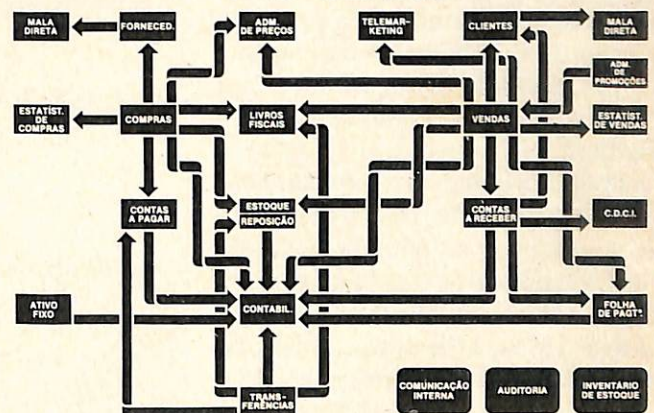 MALA
DIRETA
FORNECED.
ADM.
DE PREÇOS
TELEMAR-
KETING
CLIENTES
MALA
DIRETA
ADM.
DE
PROMOÇÕES
ESTATÍST.
DE
COMPRAS
COMPRAS
LIVROS
FISCAIS
VENDAS
ESTATÍST.
DE VENDAS
CONTAS
A PAGAR
ESTOQUE
REPOSIÇÃO
CONTAS
A RECEBER
C.D.C.I.
ATIVO
FIXO
CONTABIL.
FOLHA
DE PAGTº.
TRANS-
FERÊNCIAS
COMUNICAÇÃO
INTERNA
AUDITORIA
INVENTÁRIO
DE ESTOQUE